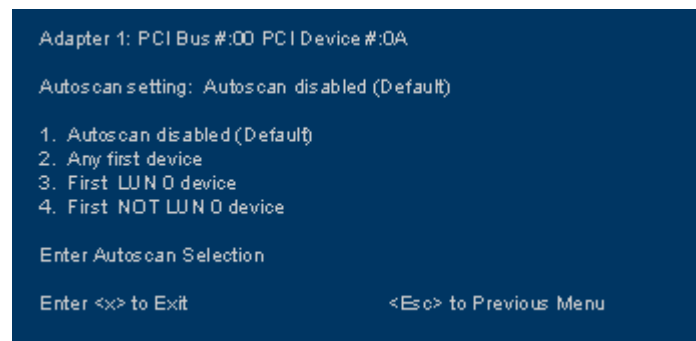 Adapter 1: PCI Bus #:00 PCI Device #:0A
Autoscan setting: Autoscan disabled (Default)
1. Autoscan disabled (Default)
2. Any first device
3. First LUN 0 device
4. First NOT LUN 0 device
Enter Autoscan Selection
Enter <x> to Exit <Esc> to Previous Menu